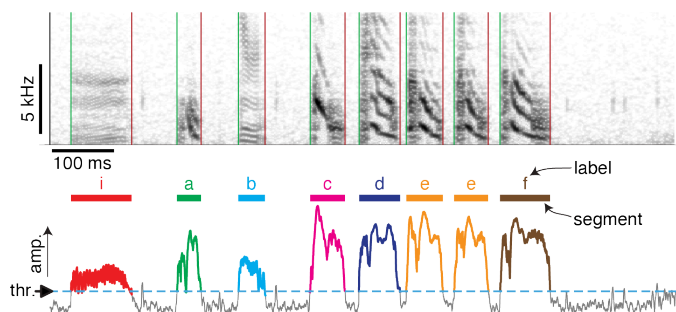 5 kHz
100 ms
label
i a b c d e e f
segment
amp.
thr.